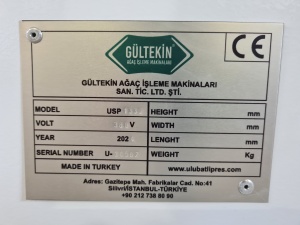 GÜLTEKİN
AĞAÇ İŞLEME MAKİNALARI
CE
GÜLTEKİN AĞAÇ İŞLEME MAKİNALARI
SAN. TİC. LTD. ŞTİ.
MODEL USP HEIGHT mm
VOLT V WIDTH mm
YEAR 202 LENGHT mm
SERIAL NUMBER U- WEIGHT Kg
MADE IN TURKEY www.ulubatlipres.com
Adres: Gazitepe Mah. Fabrikalar Cad. No:41
Silivri/İSTANBUL-TÜRKİYE
+90 212 736 80 90